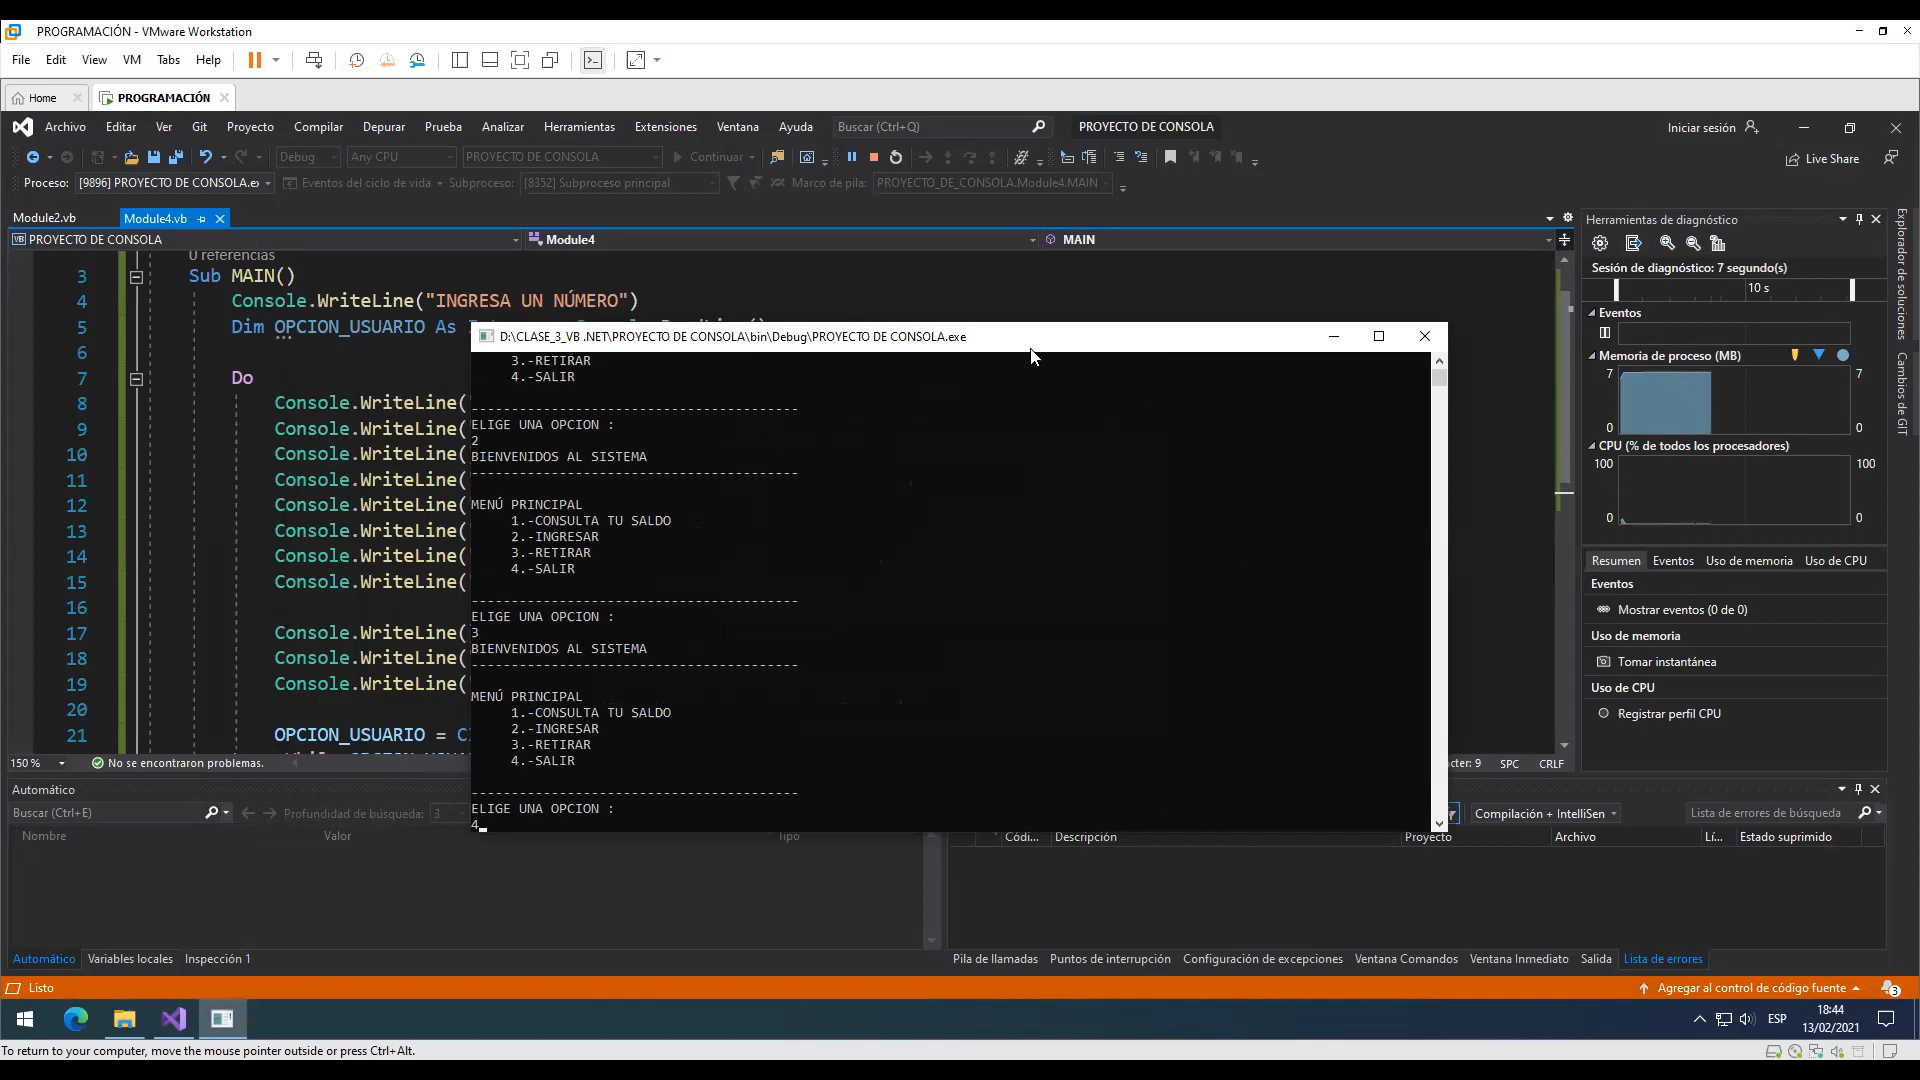 PROGRAMACIÓN - VMware Workstation
File Edit View VM Tabs Help
Home PROGRAMACIÓN
Archivo Editar Ver Git Proyecto Compilar Depurar Prueba Analizar Herramientas Extensiones Ventana Ayuda Buscar (Ctrl+Q) PROYECTO DE CONSOLA Iniciar sesión
Debug Any CPU PROYECTO DE CONSOLA Continuar Live Share
Proceso: [9896] PROYECTO DE CONSOLA.ex Eventos del ciclo de vida Subproceso: [8352] Subproceso principal Marco de pila: PROYECTO_DE_CONSOLA.Module4.MAIN
Module2.vb Module4.vb
PROYECTO DE CONSOLA Module4 MAIN
0 referencias
3 Sub MAIN()
4 Console.WriteLine("INGRESA UN NÚMERO")
5 Dim OPCION_USUARIO As
6
7 Do
8 Console.WriteLine(
9 Console.WriteLine(
10 Console.WriteLine(
11 Console.WriteLine(
12 Console.WriteLine(
13 Console.WriteLine(
14 Console.WriteLine(
15 Console.WriteLine(
16
17 Console.WriteLine(
18 Console.WriteLine(
19 Console.WriteLine(
20
21 OPCION_USUARIO = C
150 % No se encontraron problemas. cter: 9 SPC CRLF
D:\CLASE_3_VB .NET\PROYECTO DE CONSOLA\bin\Debug\PROYECTO DE CONSOLA.exe
3.-RETIRAR
4.-SALIR
-----------------------------------------
ELIGE UNA OPCION :
2
BIENVENIDOS AL SISTEMA
-----------------------------------------
MENÚ PRINCIPAL
1.-CONSULTA TU SALDO
2.-INGRESAR
3.-RETIRAR
4.-SALIR
-----------------------------------------
ELIGE UNA OPCION :
3
BIENVENIDOS AL SISTEMA
-----------------------------------------
MENÚ PRINCIPAL
1.-CONSULTA TU SALDO
2.-INGRESAR
3.-RETIRAR
4.-SALIR
-----------------------------------------
ELIGE UNA OPCION :
4
Herramientas de diagnóstico
Sesión de diagnóstico: 7 segundo(s)
10 s
Eventos
Memoria de proceso (MB)
7 7
0 0
CPU (% de todos los procesadores)
100 100
0 0
Resumen Eventos Uso de memoria Uso de CPU
Eventos
Mostrar eventos (0 de 0)
Uso de memoria
Tomar instantánea
Uso de CPU
Registrar perfil CPU
Explorador de soluciones
Cambios de GIT
Automático
Buscar (Ctrl+E) Profundidad de búsqueda: 3
Nombre Valor Tipo
Compilación + IntelliSen Lista de errores de búsqueda
Códi... Descripción Proyecto Archivo Lí... Estado suprimido
Automático Variables locales Inspección 1
Pila de llamadas Puntos de interrupción Configuración de excepciones Ventana Comandos Ventana Inmediato Salida Lista de errores
Listo Agregar al control de código fuente 3
ESP 18:44
13/02/2021
To return to your computer, move the mouse pointer outside or press Ctrl+Alt.